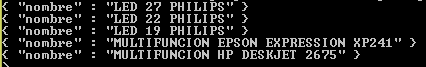 { "nombre" : "LED 27 PHILIPS" }
{ "nombre" : "LED 22 PHILIPS" }
{ "nombre" : "LED 19 PHILIPS" }
{ "nombre" : "MULTIFUNCION EPSON EXPRESSION XP241" }
{ "nombre" : "MULTIFUNCION HP DESKJET 2675" }